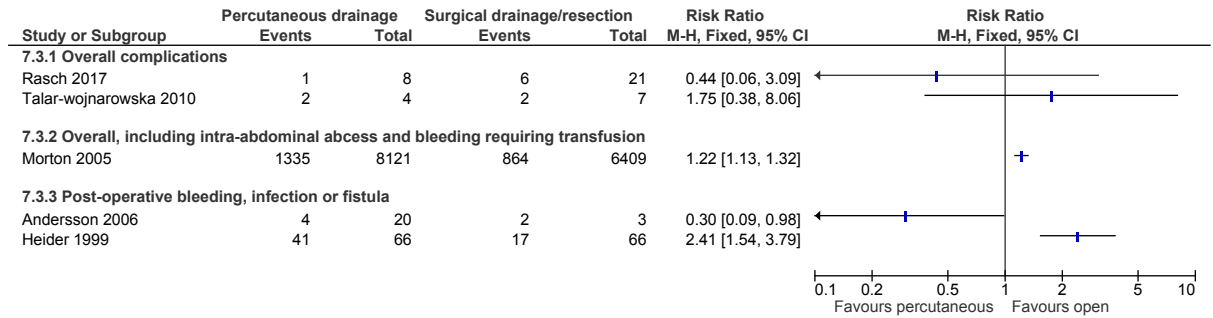 Percutaneous drainage Surgical drainage/resection Risk Ratio Risk Ratio
Study or Subgroup Events Total Events Total M-H, Fixed, 95% CI M-H, Fixed, 95% CI
7.3.1 Overall complications
Rasch 2017 1 8 6 21 0.44 [0.06, 3.09]
Talar-wojnarowska 2010 2 4 2 7 1.75 [0.38, 8.06]
7.3.2 Overall, including intra-abdominal abcess and bleeding requiring transfusion
Morton 2005 1335 8121 864 6409 1.22 [1.13, 1.32]
7.3.3 Post-operative bleeding, infection or fistula
Andersson 2006 4 20 2 3 0.30 [0.09, 0.98]
Heider 1999 41 66 17 66 2.41 [1.54, 3.79]
0.1 0.2 0.5 1 2 5 10
Favours percutaneous Favours open